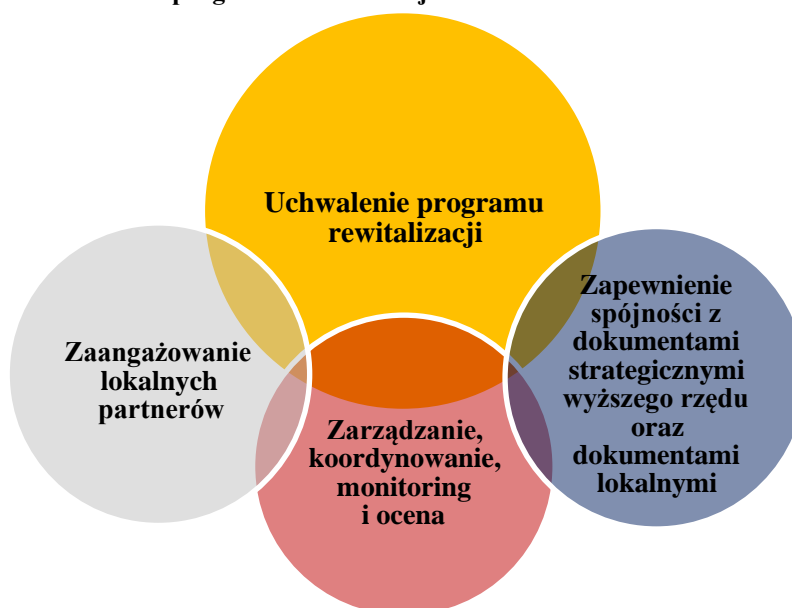 Uchwalenie programu
rewitalizacji
Zaangażowanie
lokalnych
partnerów
Zarządzanie,
koordynowanie,
monitoring
i ocena
Zapewnienie
spójności z
dokumentami
strategicznymi
wyższego rzędu
oraz
dokumentami
lokalnymi